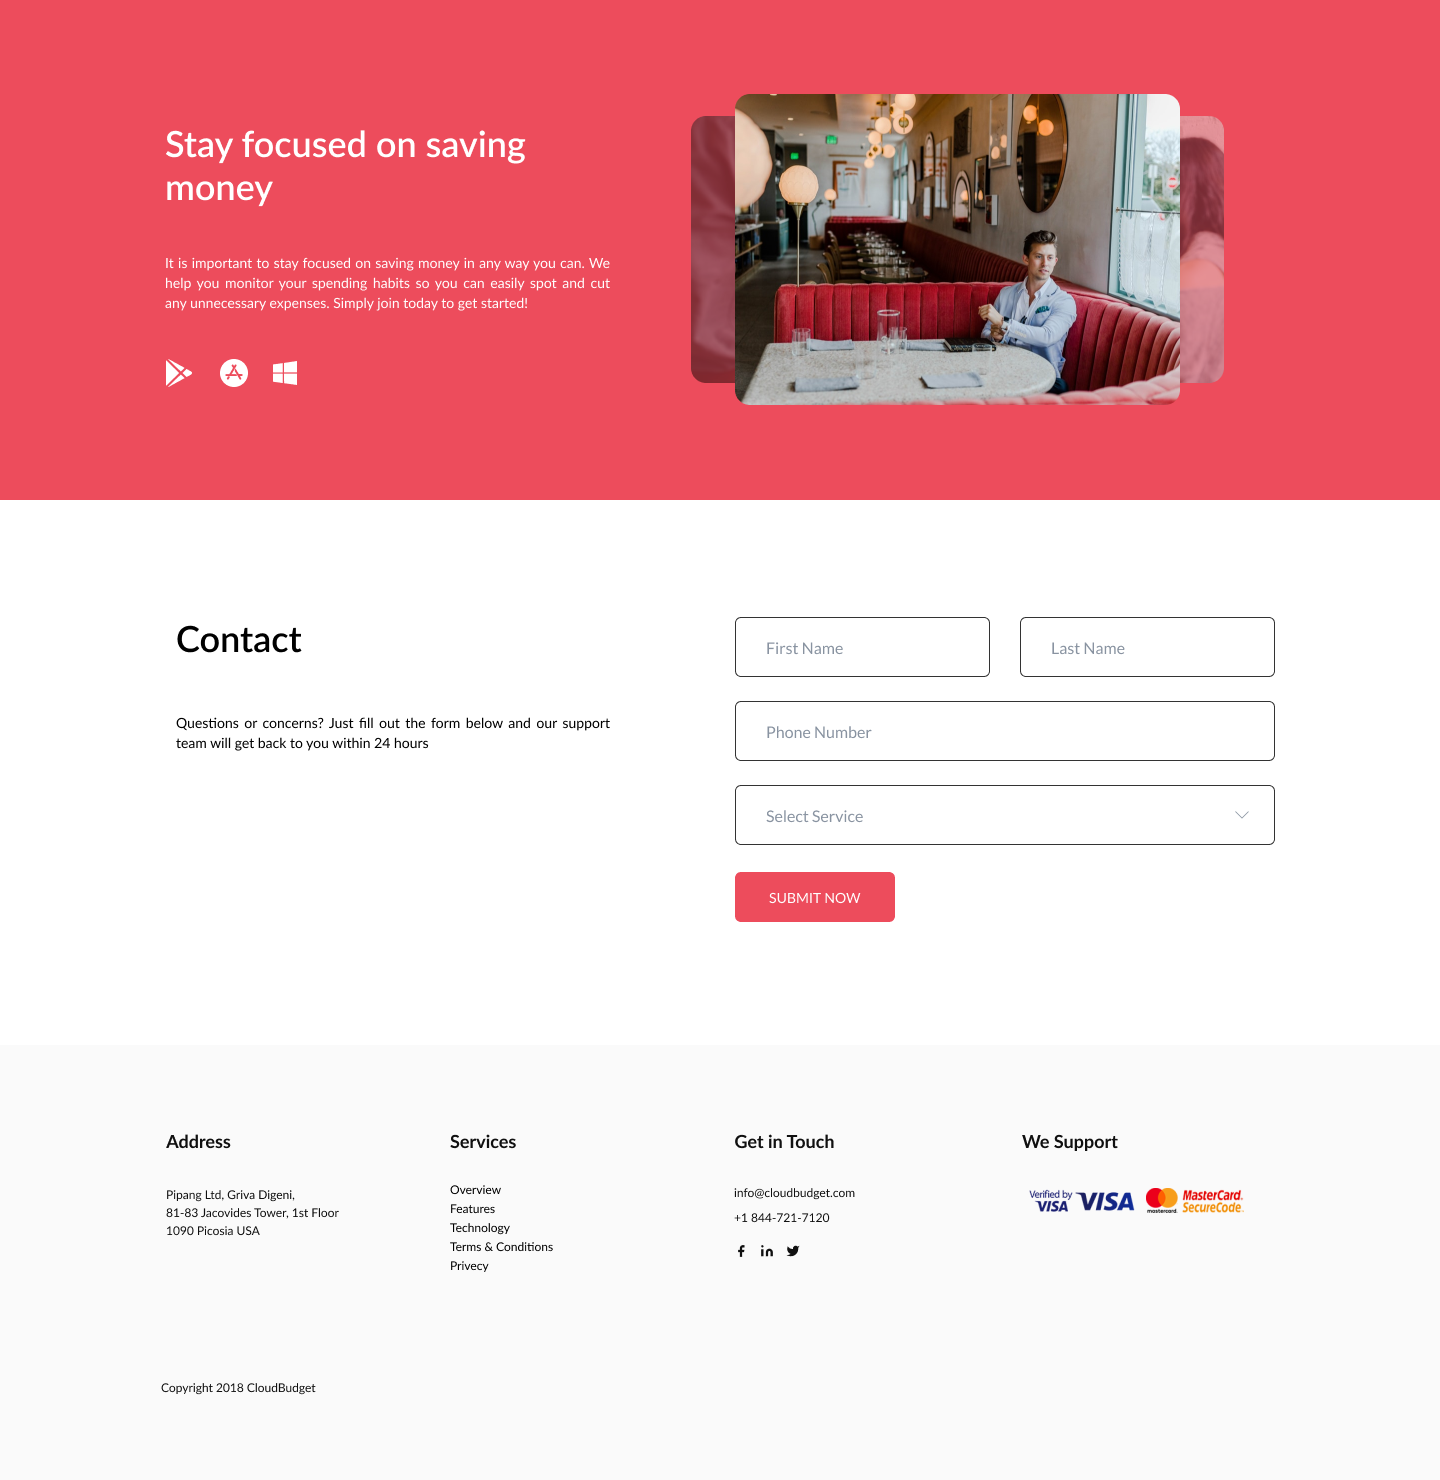 Stay focused on saving
money
It is important to stay focused on saving money in any way you can. We
help you monitor your spending habits so you can easily spot and cut
any unnecessary expenses. Simply join today to get started!
Contact
Questions or concerns? Just fill out the form below and our support
team will get back to you within 24 hours
First Name
Last Name
Phone Number
Select Service
SUBMIT NOW
Address
Pipang Ltd, Griva Digeni,
81-83 Jacovides Tower, 1st Floor
1090 Picosia USA
Services
Overview
Features
Technology
Terms & Conditions
Privecy
Get in Touch
info@cloudbudget.com
+1 844-721-7120
We Support
Verified by
VISA
VISA
mastercard
MasterCard.
SecureCode.
Copyright 2018 CloudBudget